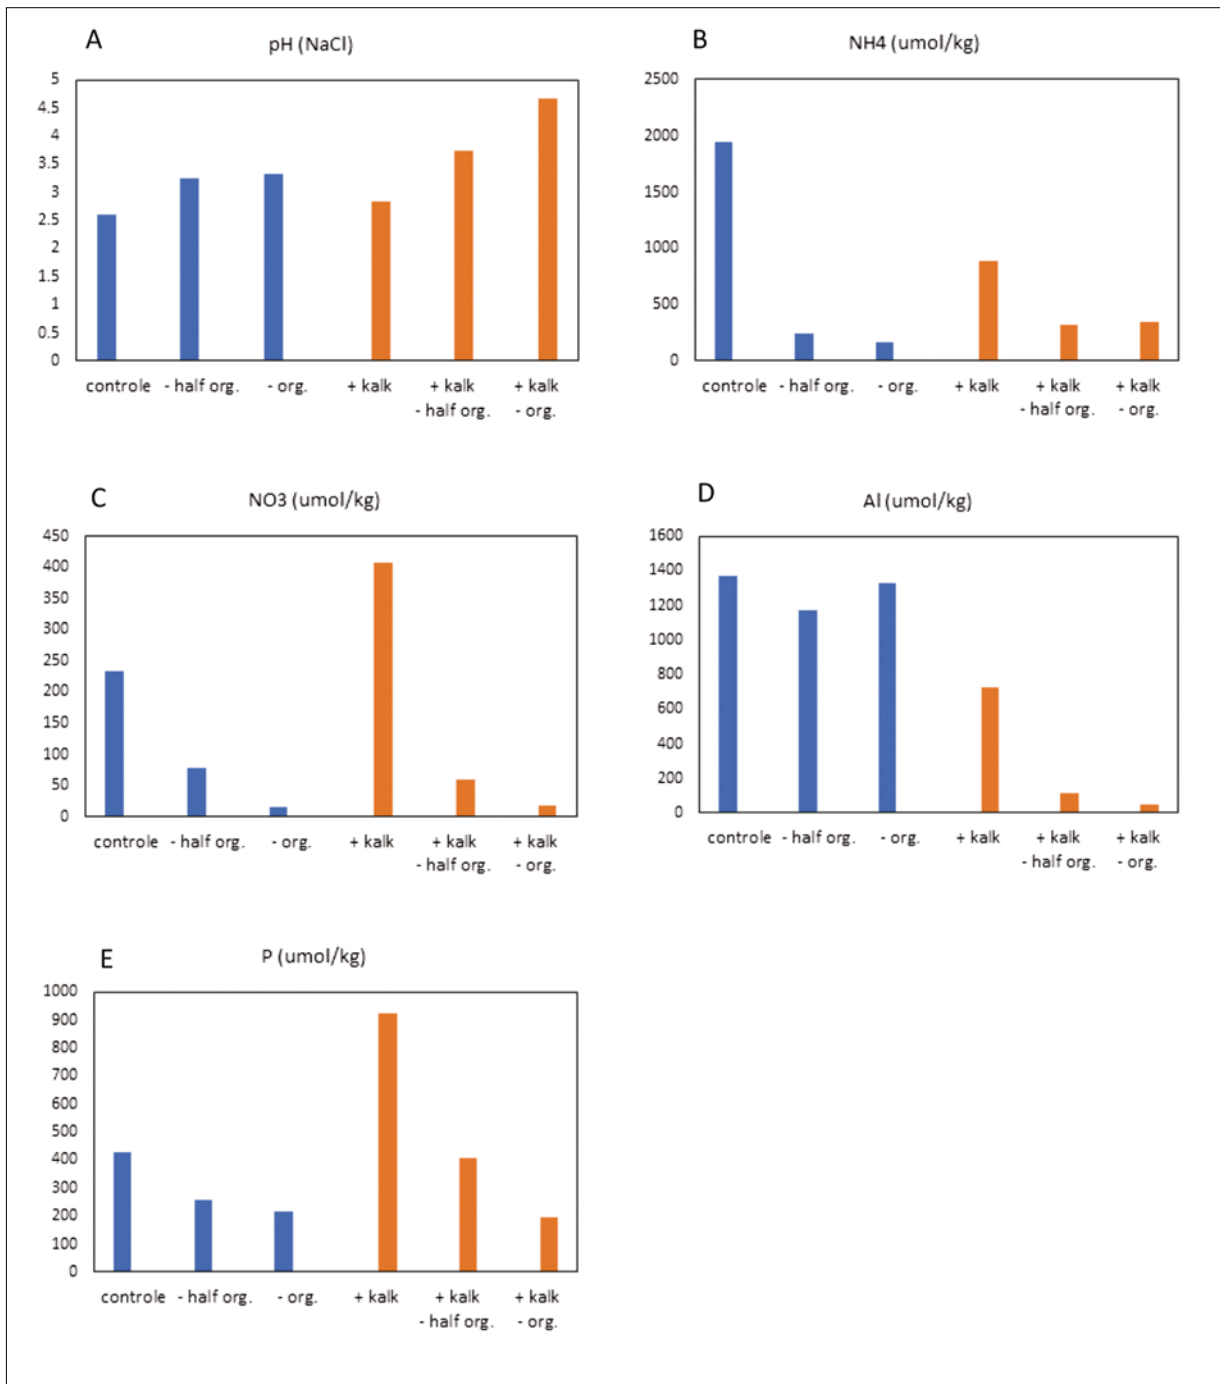 A
pH (NaCl)
5
4.5
4
3.5
3
2.5
2
1.5
1
0.5
0
controle - half org. - org. + kalk + kalk + kalk
- half org. - org.
B
NH4 (umol/kg)
2500
2000
1500
1000
500
0
controle - half org. - org. + kalk + kalk + kalk
- half org. - org.
C
NO3 (umol/kg)
450
400
350
300
250
200
150
100
50
0
controle - half org. - org. + kalk + kalk + kalk
- half org. - org.
D
Al (umol/kg)
1600
1400
1200
1000
800
600
400
200
0
controle - half org. - org. + kalk + kalk + kalk
- half org. - org.
E
P (umol/kg)
1000
900
800
700
600
500
400
300
200
100
0
controle - half org. - org. + kalk + kalk + kalk
- half org. - org.